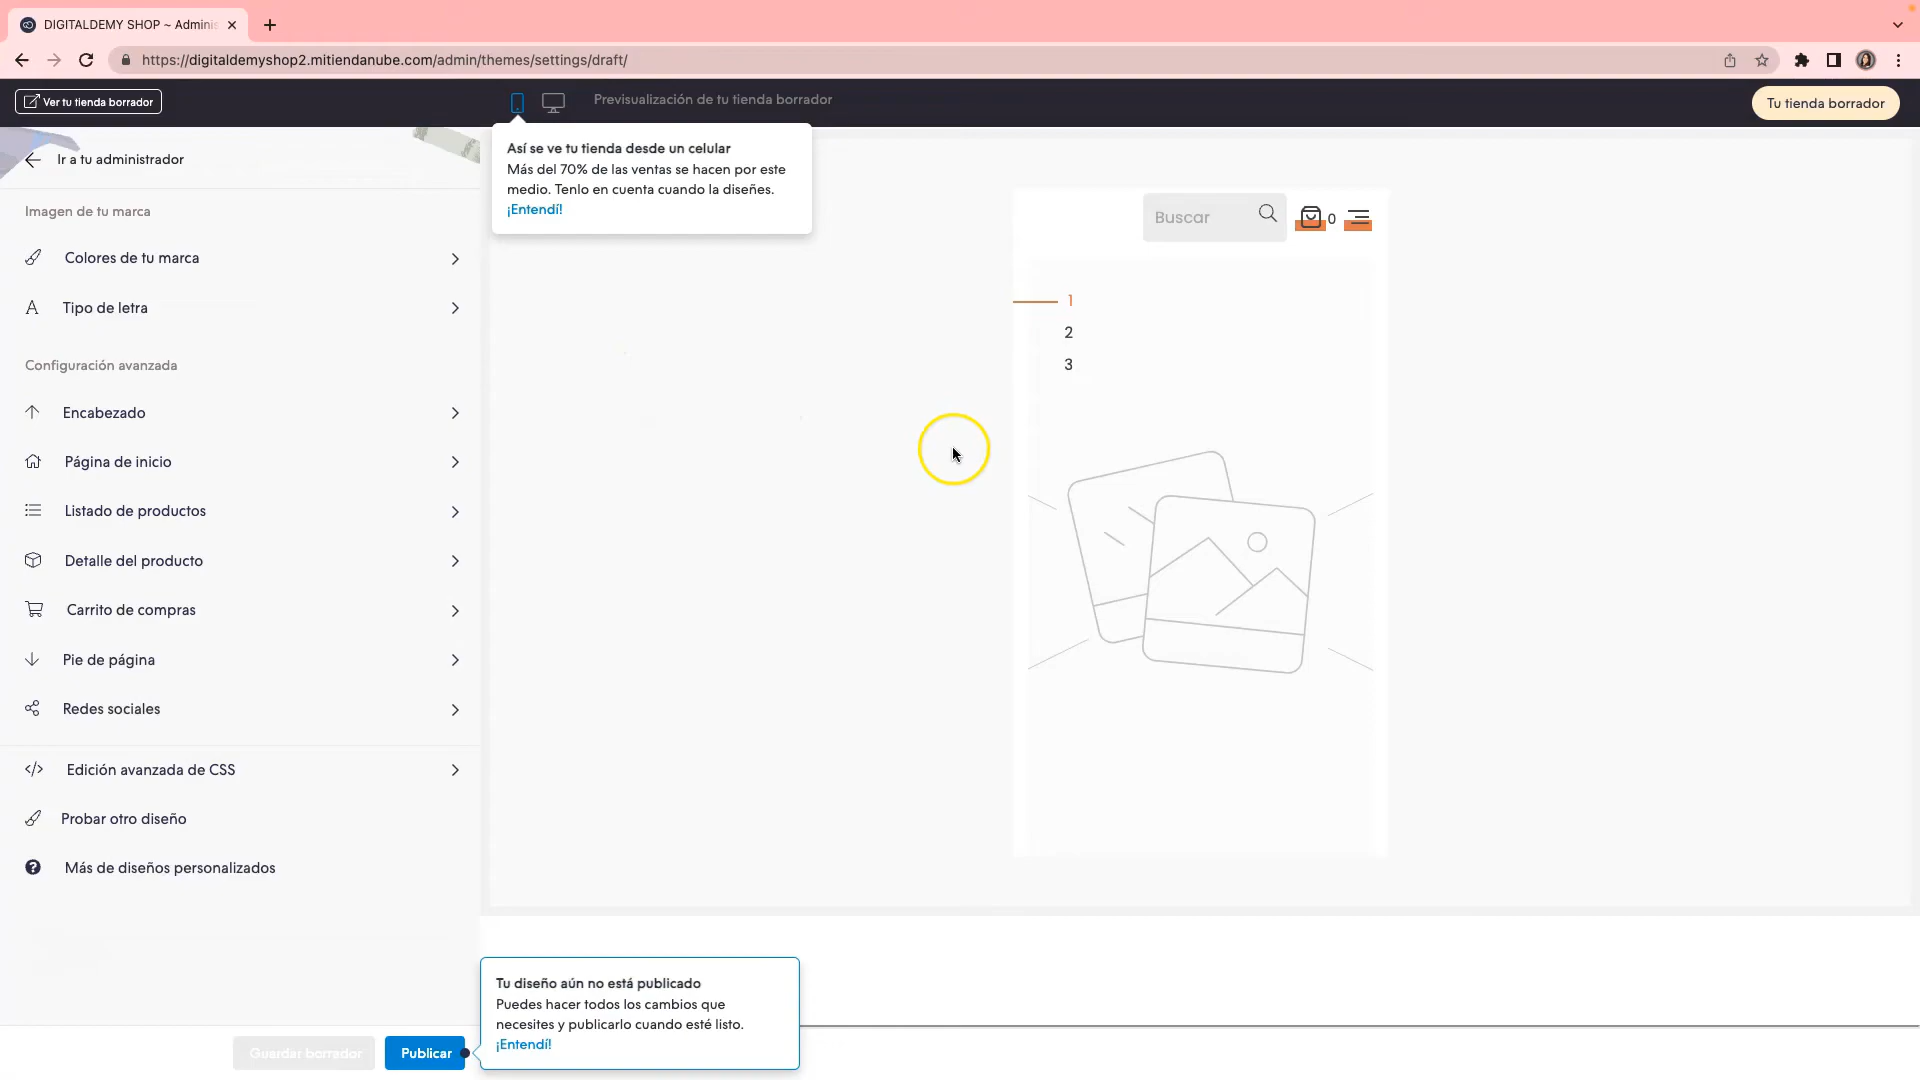 DIGITALDEMY SHOP ~ Adminis
https://digitaldemyshop2.mitiendanube.com/admin/themes/settings/draft/
Ver tu tienda borrador
Previsualización de tu tienda borrador
Tu tienda borrador
Así se ve tu tienda desde un celular
Más del 70% de las ventas se hacen por este
medio. Tenlo en cuenta cuando la diseñes.
¡Entendí!
Ir a tu administrador
Imagen de tu marca
Colores de tu marca
Tipo de letra
Configuración avanzada
Encabezado
Página de inicio
Listado de productos
Detalle del producto
Carrito de compras
Pie de página
Redes sociales
Edición avanzada de CSS
Probar otro diseño
Más de diseños personalizados
Buscar
0
1
2
3
Tu diseño aún no está publicado
Puedes hacer todos los cambios que
necesites y publicarlo cuando esté listo.
¡Entendí!
Guardar borrador
Publicar